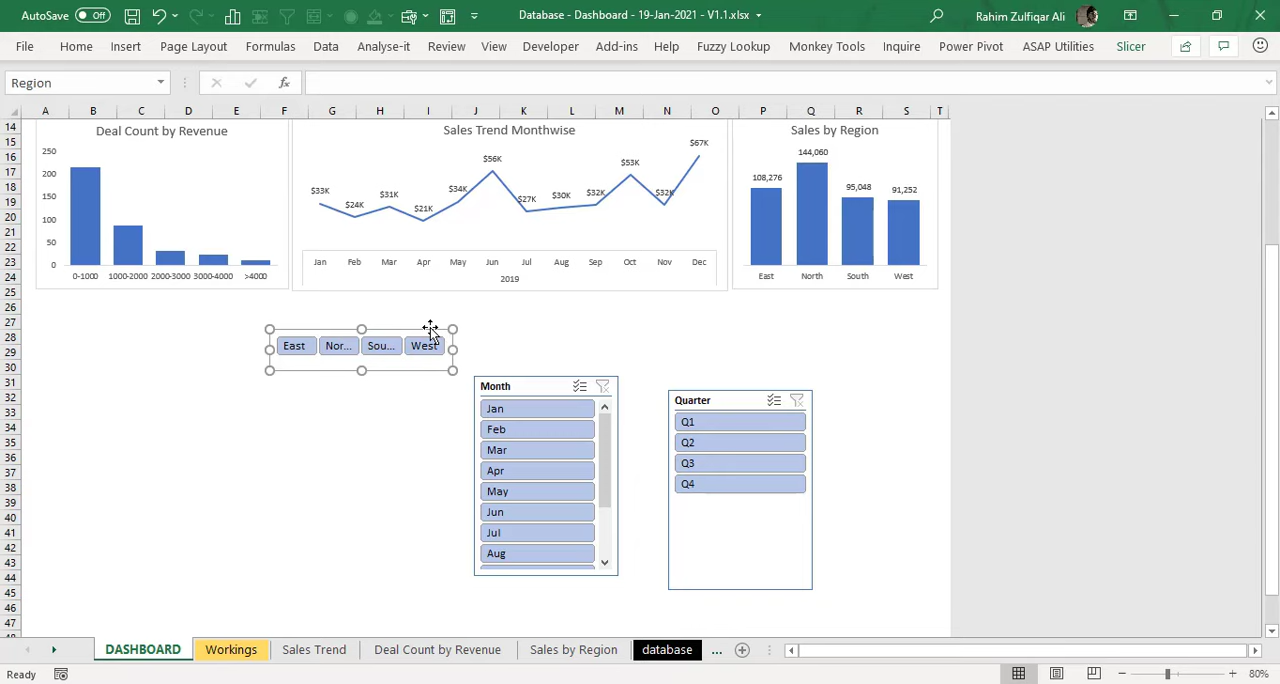 AutoSave Off Database - Dashboard - 19-Jan-2021 - V1.1.xlsx Rahim Zulfiqar Ali
File Home Insert Page Layout Formulas Data Analyse-it Review View Developer Add-ins Help Fuzzy Lookup Monkey Tools Inquire Power Pivot ASAP Utilities Slicer
Region fx
A B C D E F G H I J K L M N O P Q R S T
14
15
16
17
18
19
20
21
22
23
24
25
26
27
28
29
30
31
32
33
34
35
36
37
38
39
40
41
42
43
44
45
46
47
Deal Count by Revenue
250
200
150
100
50
0
0-1000 1000-2000 2000-3000 3000-4000 >4000
Sales Trend Monthwise
$33K $24K $31K $21K $34K $56K $27K $30K $32K $53K $32K $67K
Jan Feb Mar Apr May Jun Jul Aug Sep Oct Nov Dec
2019
Sales by Region
108,276 144,060 95,048 91,252
East North South West
East Nor... Sou... West
Month
Jan
Feb
Mar
Apr
May
Jun
Jul
Aug
Quarter
Q1
Q2
Q3
Q4
DASHBOARD Workings Sales Trend Deal Count by Revenue Sales by Region database ...
Ready 80%